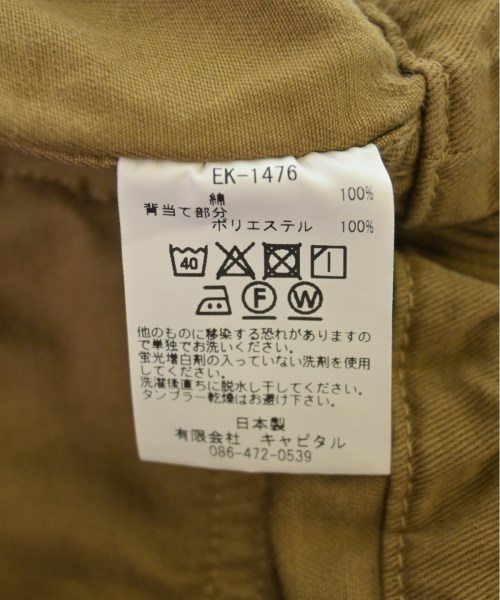 EK-1476
綿 100%
背当て部分
ポリエステル 100%
40
F W
他のものに移染する恐れがありますの
で単独でお洗いください。
蛍光増白剤の入っていない洗剤を使用
してください。
洗濯後直ちに脱水し干してください。
タンブラー乾燥はお避け下さい。
日本製
有限会社 キャピタル
086-472-0539